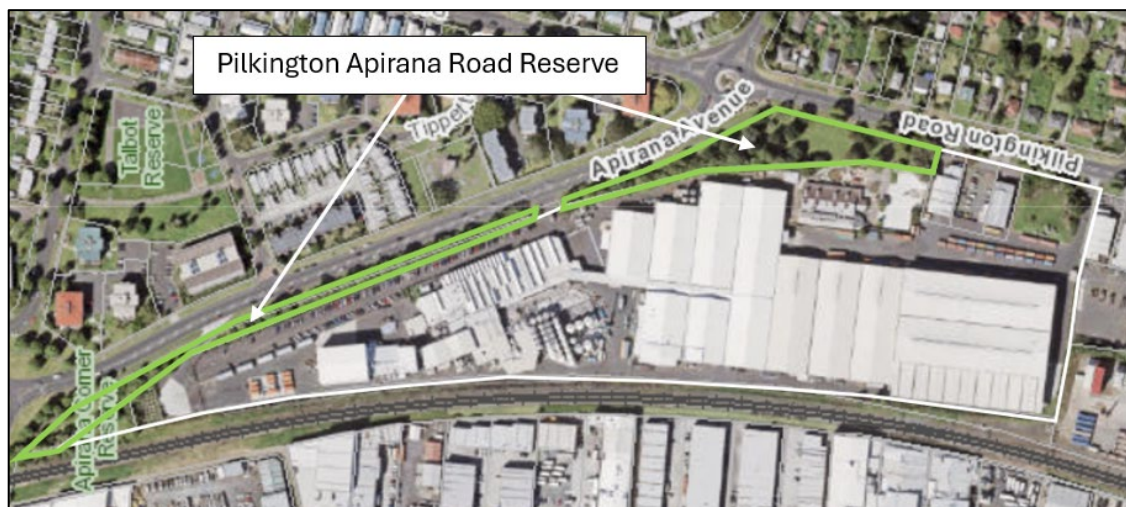 Pilkington Apirana Road Reserve
Talbot
Reserve
Apirana Avenue
Pilkington Road
Apirana Corner
Reserve